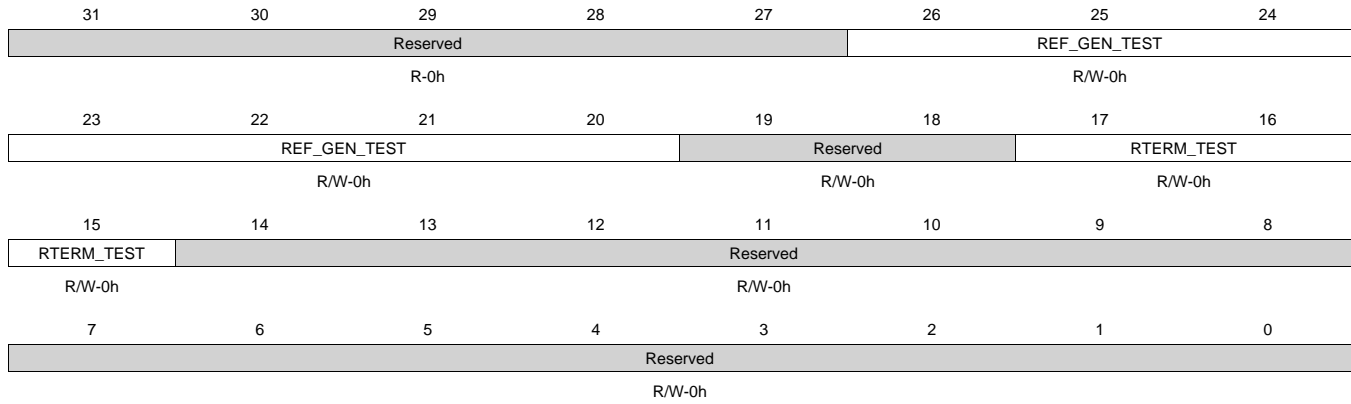 31 30 29 28 27 26 25 24
Reserved REF_GEN_TEST
R-0h R/W-0h
23 22 21 20 19 18 17 16
REF_GEN_TEST Reserved RTERM_TEST
R/W-0h R/W-0h R/W-0h
15 14 13 12 11 10 9 8
RTERM_TEST Reserved
R/W-0h R/W-0h
7 6 5 4 3 2 1 0
Reserved
R/W-0h